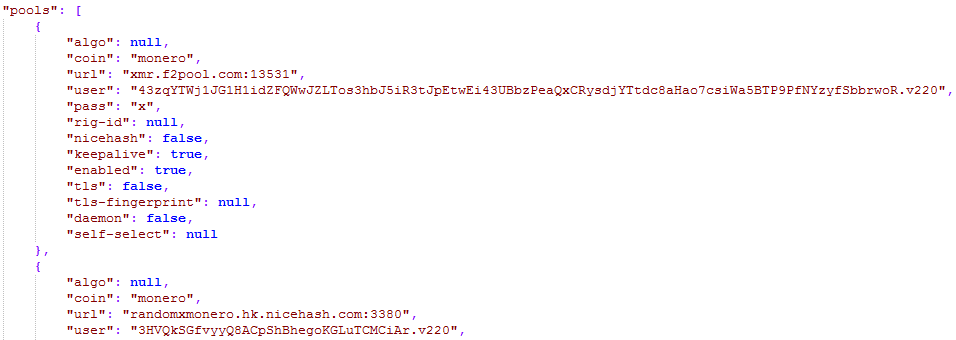 "pools": [
{
"algo": null,
"coin": "monero",
"url": "xmr.f2pool.com:13531",
"user": "43zqYTWj1JG1H1idZFQWwJZLTos3hbJ5iR3tJpEtwEi43UBbzPeaQxCRysdjYTtdc8aHao7csiWa5BTP9PfNYzyfSbbrwoR.v220",
"pass": "x",
"rig-id": null,
"nicehash": false,
"keepalive": true,
"enabled": true,
"tls": false,
"tls-fingerprint": null,
"daemon": false,
"self-select": null
},
{
"algo": null,
"coin": "monero",
"url": "randomxmonero.hk.nicehash.com:3380",
"user": "3HVQkSGfvyyQ8ACpShBhegoKGLuTCMCiAr.v220",